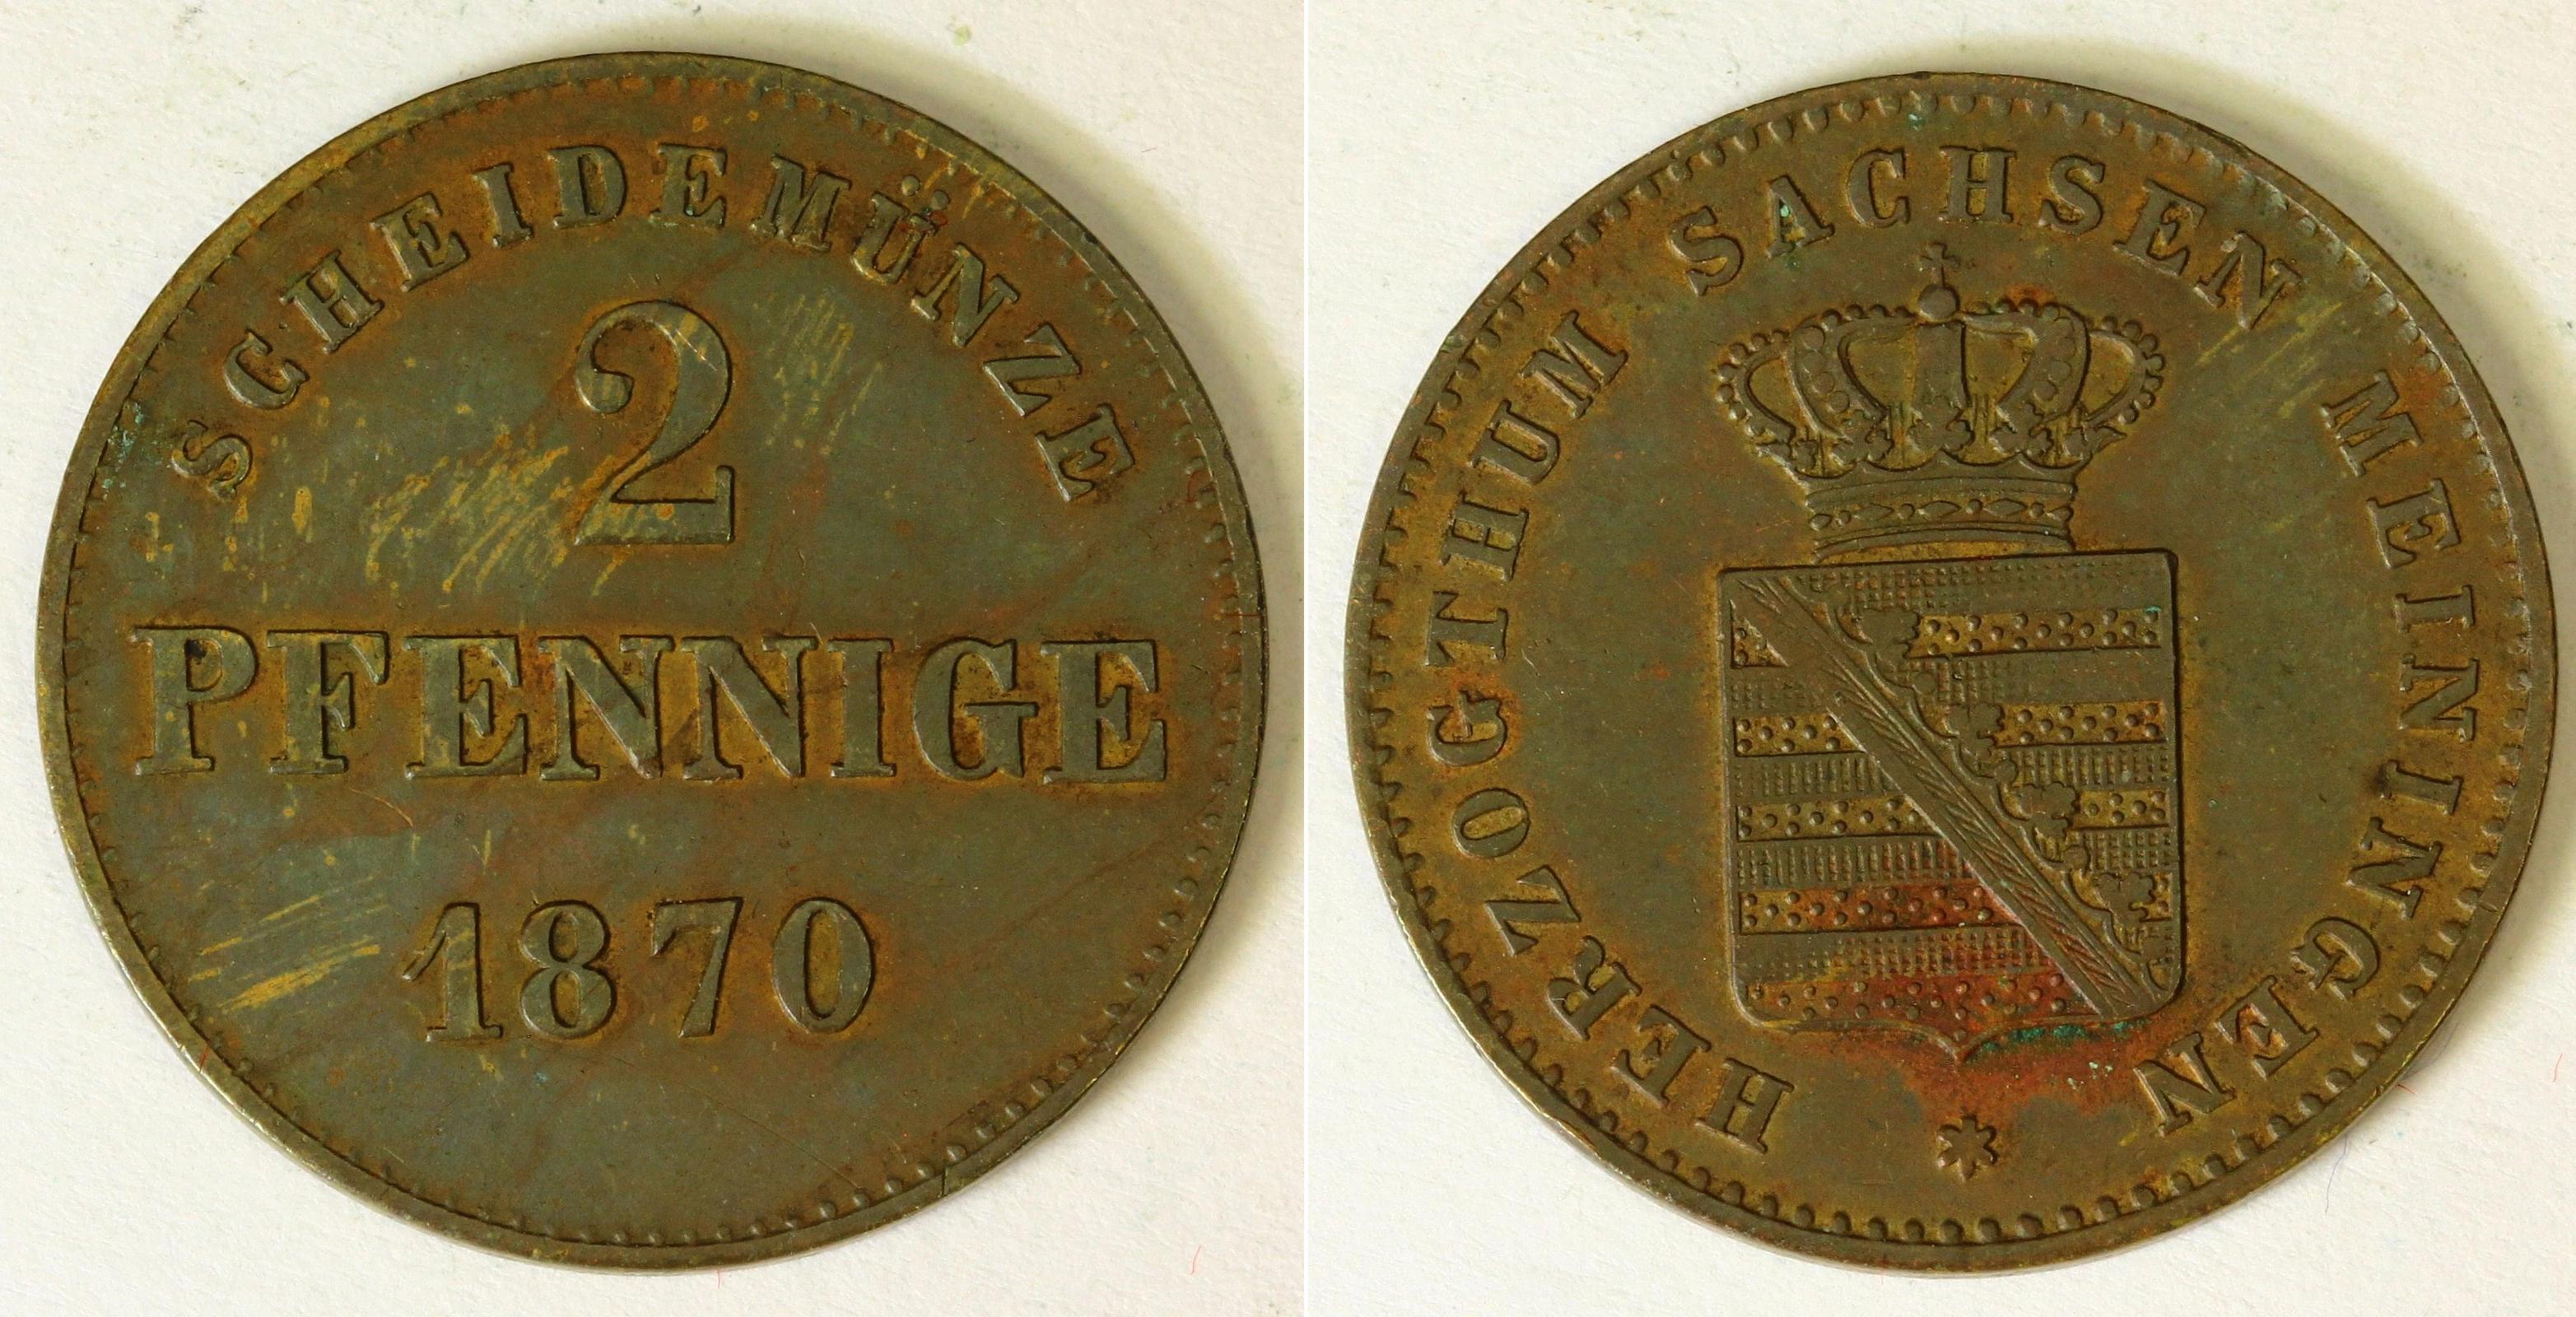 SCHEIDEMÜNZE
2
PFENNIGE
1870
HERZOGTHUM SACHSEN MEININGEN